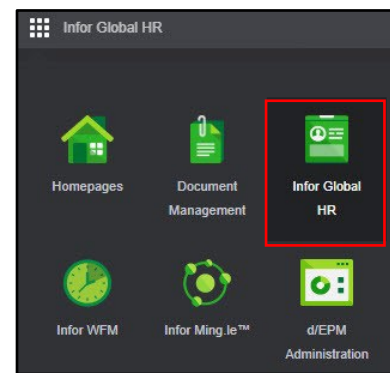 Infor Global HR
Homepages
Document
Management
Infor Global
HR
Infor WFM
Infor Ming.le™
d/EPM
Administration